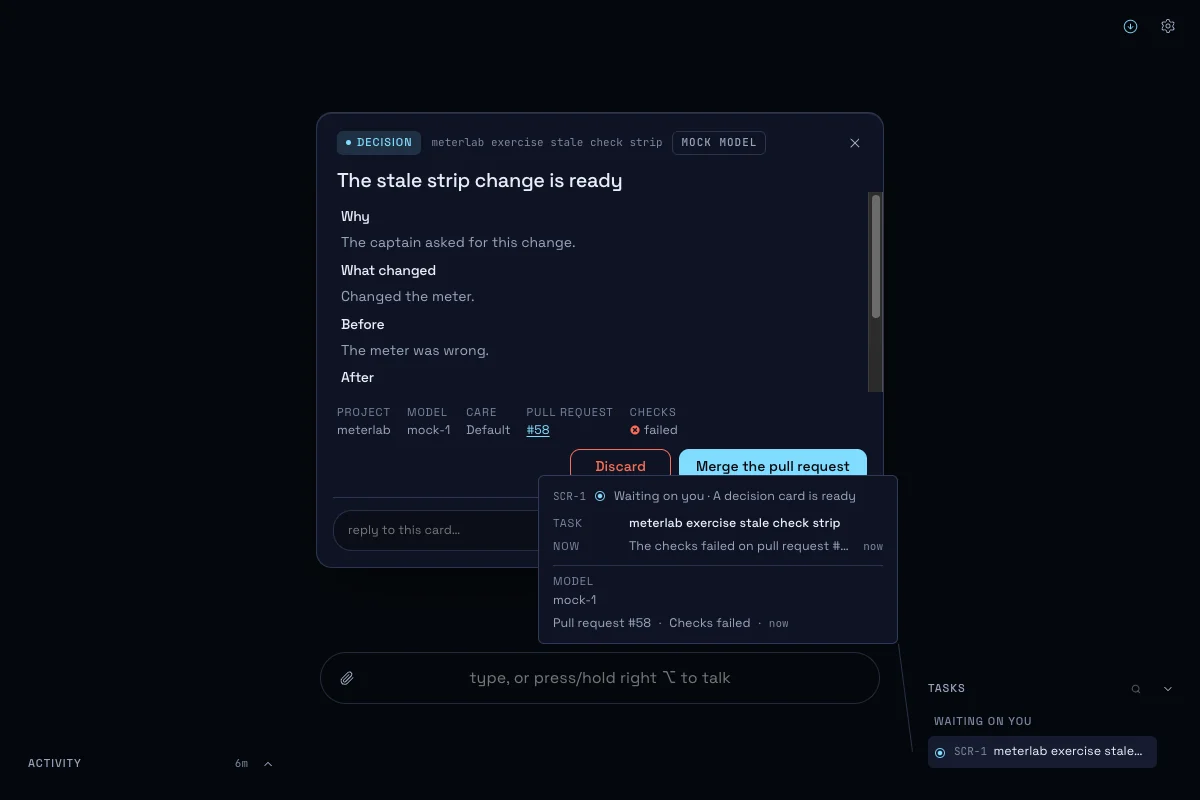 DECISION meterlab exercise stale check strip MOCK MODEL
The stale strip change is ready
Why
The captain asked for this change.
What changed
Changed the meter.
Before
The meter was wrong.
After
PROJECT MODEL CARE PULL REQUEST CHECKS
meterlab mock-1 Default #58 failed
Discard Merge the pull request
reply to this card...
SCR-1 Waiting on you · A decision card is ready
TASK meterlab exercise stale check strip
NOW The checks failed on pull request #... now
MODEL
mock-1
Pull request #58 · Checks failed · now
type, or press/hold right ⌥ to talk
TASKS
WAITING ON YOU
SCR-1 meterlab exercise stale...
ACTIVITY 6m